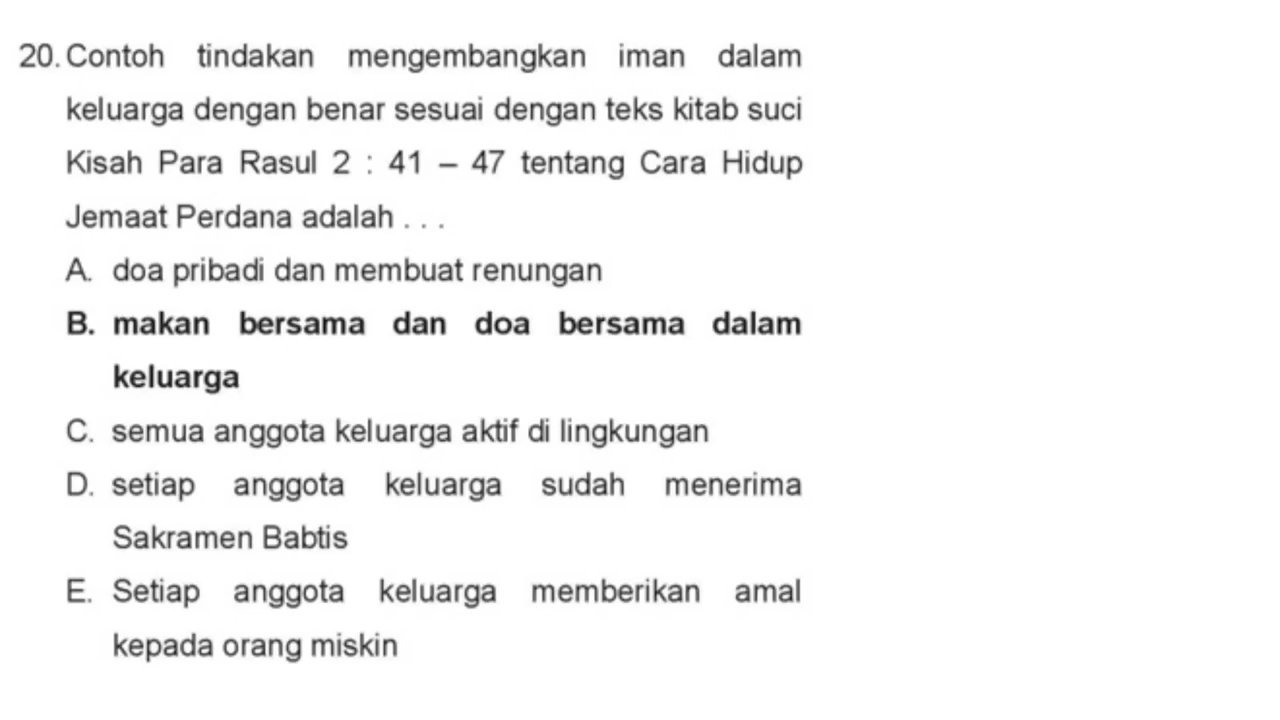 20. Contoh tindakan mengembangkan iman dalam
keluarga dengan benar sesuai dengan teks kitab suci
Kisah Para Rasul 2 : 41 – 47 tentang Cara Hidup
Jemaat Perdana adalah . . .
A. doa pribadi dan membuat renungan
B. makan bersama dan doa bersama dalam
keluarga
C. semua anggota keluarga aktif di lingkungan
D. setiap anggota keluarga sudah menerima
Sakramen Babtis
E. Setiap anggota keluarga memberikan amal
kepada orang miskin